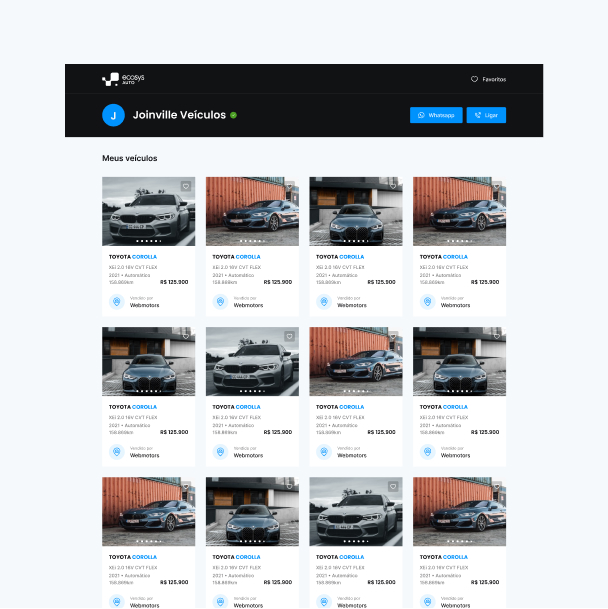 ecosys
AUTO
Favoritos
J
Joinville Veículos
Whatsapp
Ligar
Meus veículos
TOYOTA COROLLA
XEI 2.0 16V CVT FLEX
2021 • Automático
158.869km
R$ 125.900
Vendido por
Webmotors
TOYOTA COROLLA
XEI 2.0 16V CVT FLEX
2021 • Automático
158.869km
R$ 125.900
Vendido por
Webmotors
TOYOTA COROLLA
XEI 2.0 16V CVT FLEX
2021 • Automático
158.869km
R$ 125.900
Vendido por
Webmotors
TOYOTA COROLLA
XEI 2.0 16V CVT FLEX
2021 • Automático
158.869km
R$ 125.900
Vendido por
Webmotors
TOYOTA COROLLA
XEI 2.0 16V CVT FLEX
2021 • Automático
158.869km
R$ 125.900
Vendido por
Webmotors
TOYOTA COROLLA
XEI 2.0 16V CVT FLEX
2021 • Automático
158.869km
R$ 125.900
Vendido por
Webmotors
TOYOTA COROLLA
XEI 2.0 16V CVT FLEX
2021 • Automático
158.869km
R$ 125.900
Vendido por
Webmotors
TOYOTA COROLLA
XEI 2.0 16V CVT FLEX
2021 • Automático
158.869km
R$ 125.900
Vendido por
Webmotors
TOYOTA COROLLA
XEI 2.0 16V CVT FLEX
2021 • Automático
158.869km
R$ 125.900
Vendido por
Webmotors
TOYOTA COROLLA
XEI 2.0 16V CVT FLEX
2021 • Automático
158.869km
R$ 125.900
Vendido por
Webmotors
TOYOTA COROLLA
XEI 2.0 16V CVT FLEX
2021 • Automático
158.869km
R$ 125.900
Vendido por
Webmotors
TOYOTA COROLLA
XEI 2.0 16V CVT FLEX
2021 • Automático
158.869km
R$ 125.900
Vendido por
Webmotors